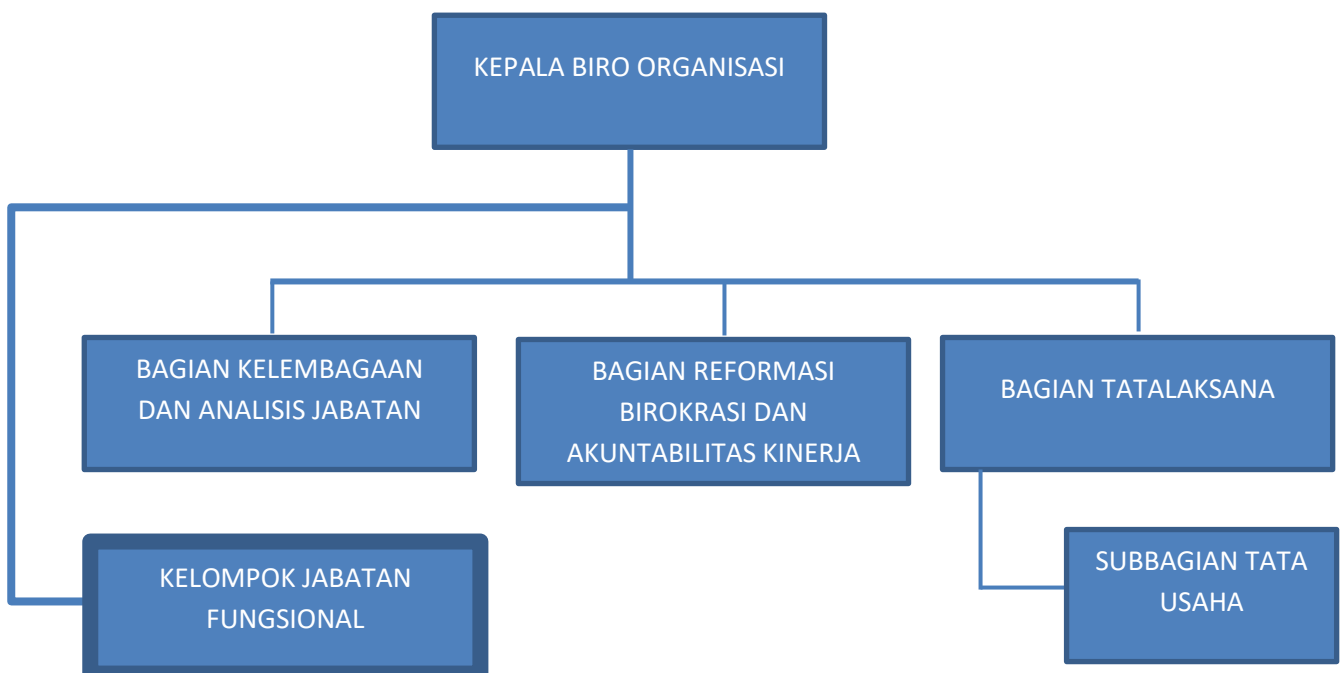 KEPALA BIRO ORGANISASI
BAGIAN KELEMBAGAAN
DAN ANALISIS JABATAN
BAGIAN REFORMASI
BIROKRASI DAN
AKUNTABILITAS KINERJA
BAGIAN TATALAKSANA
KELOMPOK JABATAN
FUNGSIONAL
SUBBAGIAN TATA
USAHA